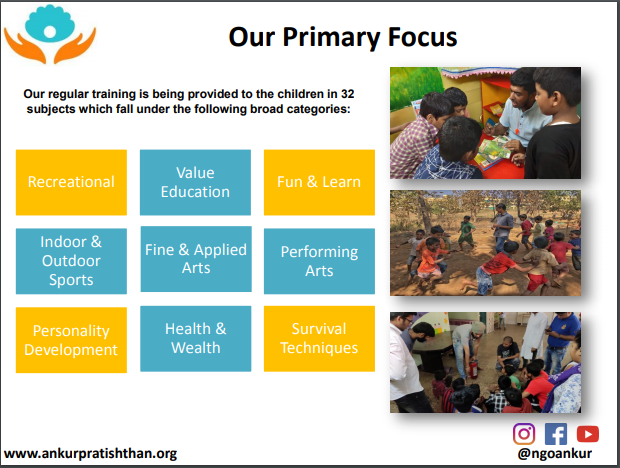 Our Primary Focus
Our regular training is being provided to the children in 32
subjects which fall under the following broad categories:
Recreational
Value
Education
Fun & Learn
Indoor &
Outdoor
Sports
Fine & Applied
Arts
Performing
Arts
Personality
Development
Health &
Wealth
Survival
Techniques
www.ankurpratishthan.org
@ngoankur